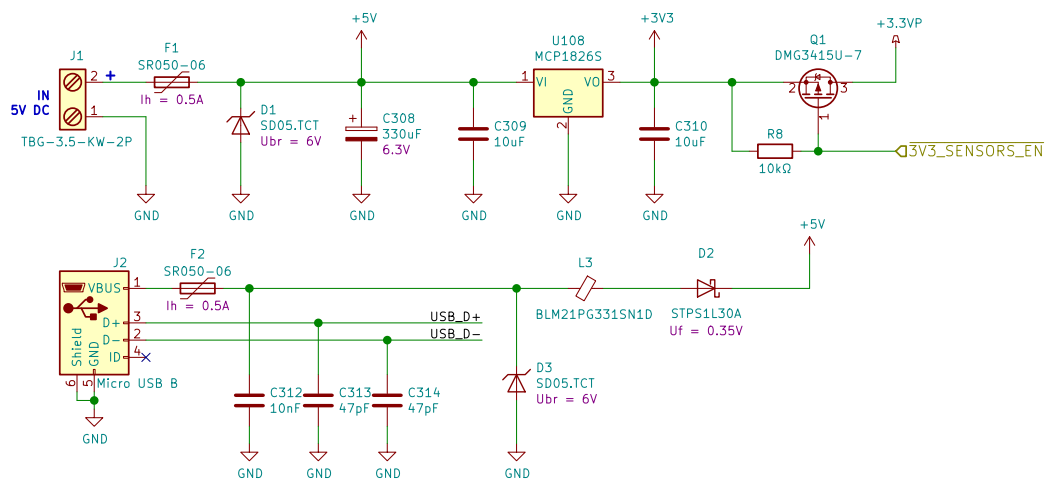 +5V
+3V3
+3.3VP
J1
F1
SR050-06
U108
MCP1826S
Q1
DMG3415U-7
2 +
1 VI VO 3
2 3
IN
5V DC
Ih = 0.5A
GND
2
1
1
D1
SD05.TCT
Ubr = 6V
+
C308
330uF
6.3V
C309
10uF
C310
10uF
R8
10kΩ
3V3_SENSORS_EN
TBG-3.5-KW-2P
GND
GND
GND
GND
GND
GND
+5V
J2
F2
SR050-06
L3
D2
VBUS 1
Ih = 0.5A
BLM21PG331SN1D
STPS1L30A
Uf = 0.35V
D+ 3
USB_D+
D- 2
USB_D-
ID 4
Shield
GND
6
5
Micro USB B
D3
SD05.TCT
Ubr = 6V
C312
10nF
C313
47pF
C314
47pF
GND
GND
GND
GND
GND